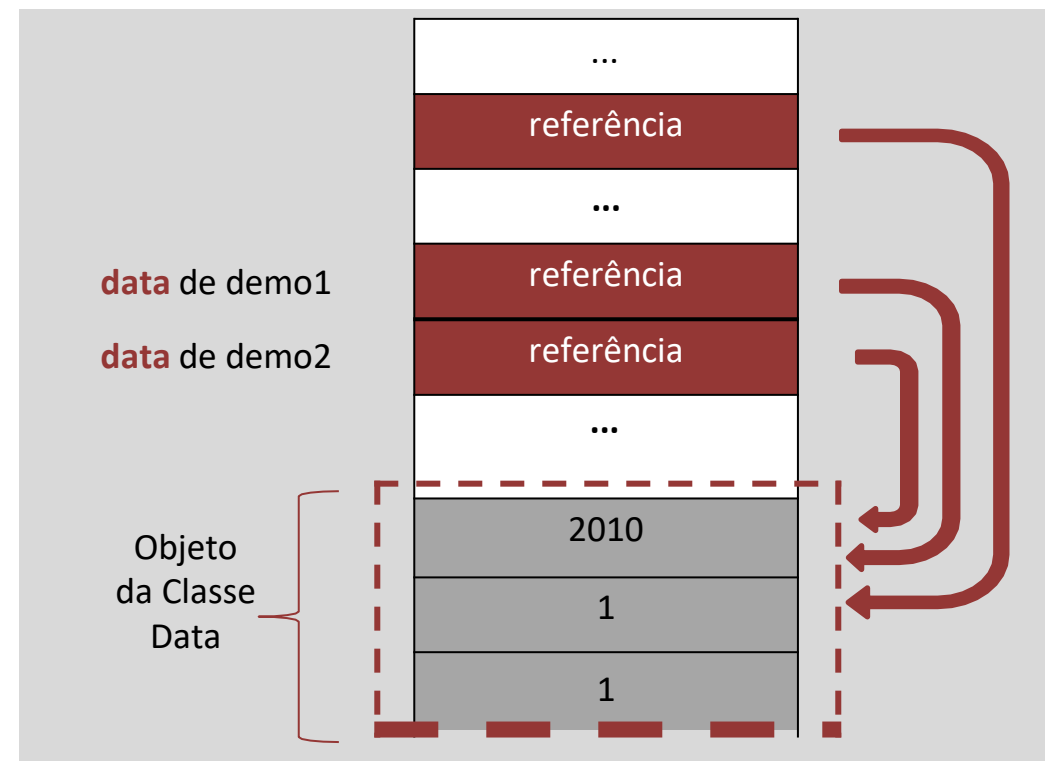 ...
referência
...
data de demo1
referência
data de demo2
referência
...
Objeto
da Classe
Data
2010
1
1